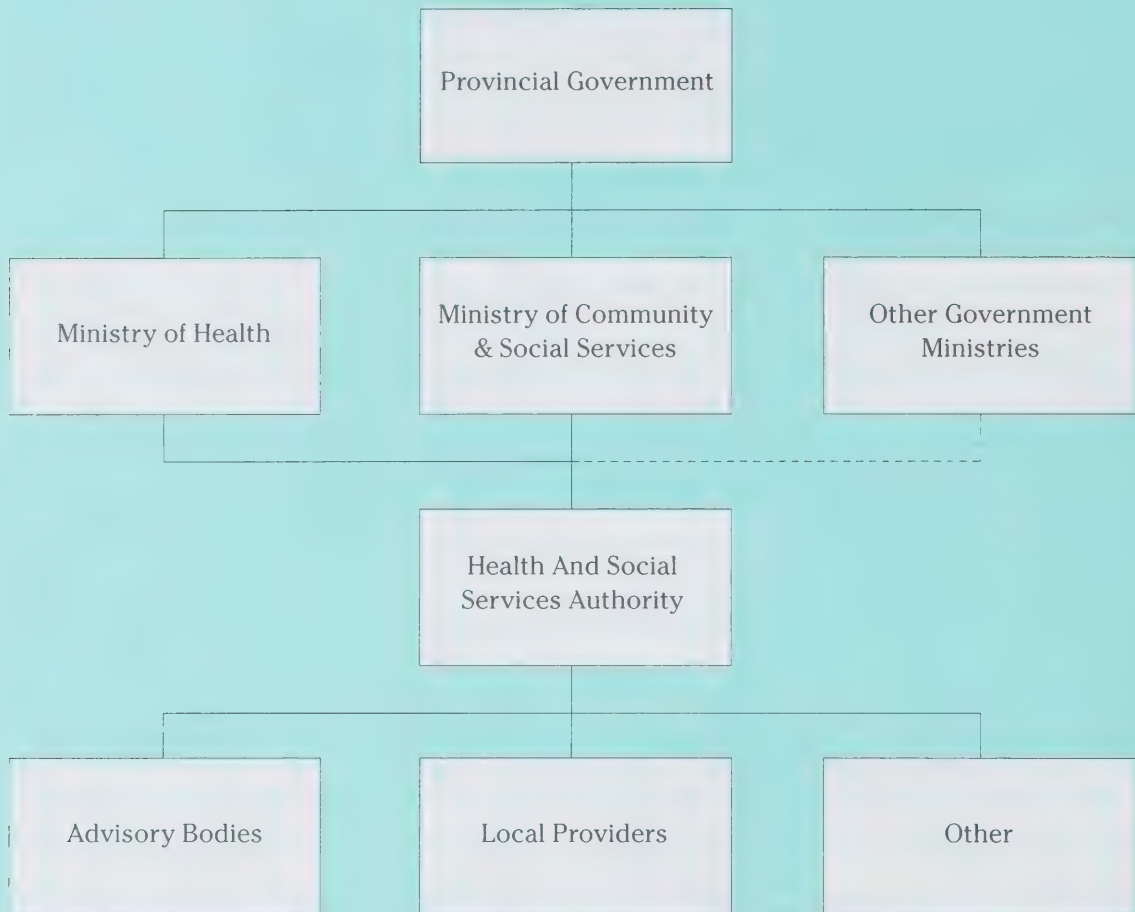 Provincial Government
Ministry of Health
Ministry of Community
& Social Services
Other Government
Ministries
Health And Social
Services Authority
Advisory Bodies
Local Providers
Other